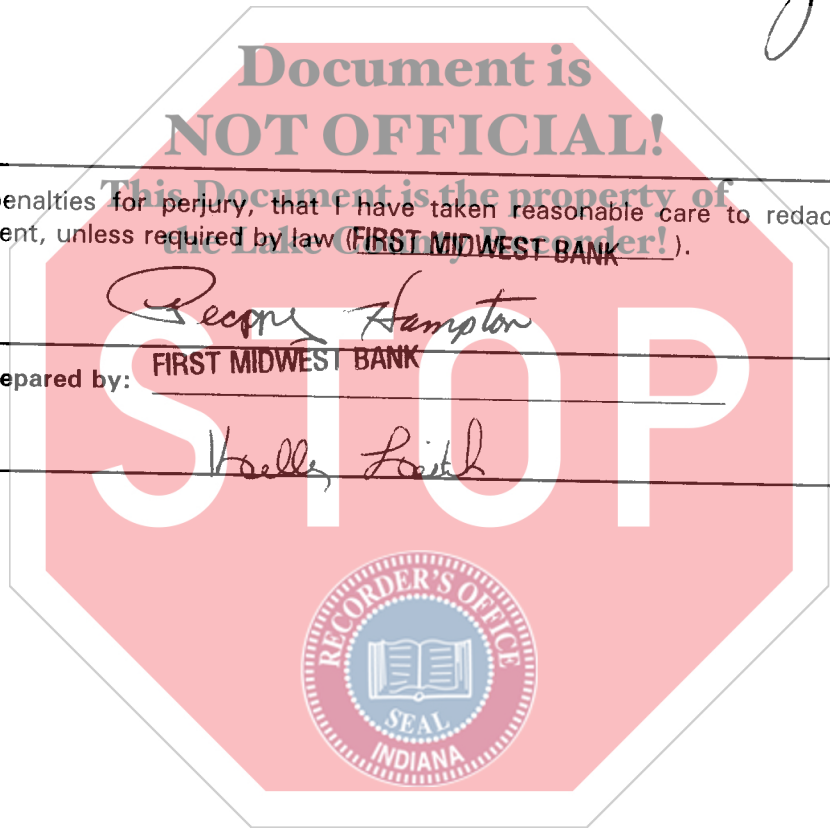 Document is
NOT OFFICIAL!
This Document is the property of
the Lake County Recorder!
enalties for perjury, that I have taken reasonable care to redac
ent, unless required by law (FIRST MIDWEST BANK).
Hampton
epared by: FIRST MIDWEST BANK
Kelly
STOP
RECORDER'S OFFICE
SEAL
INDIANA